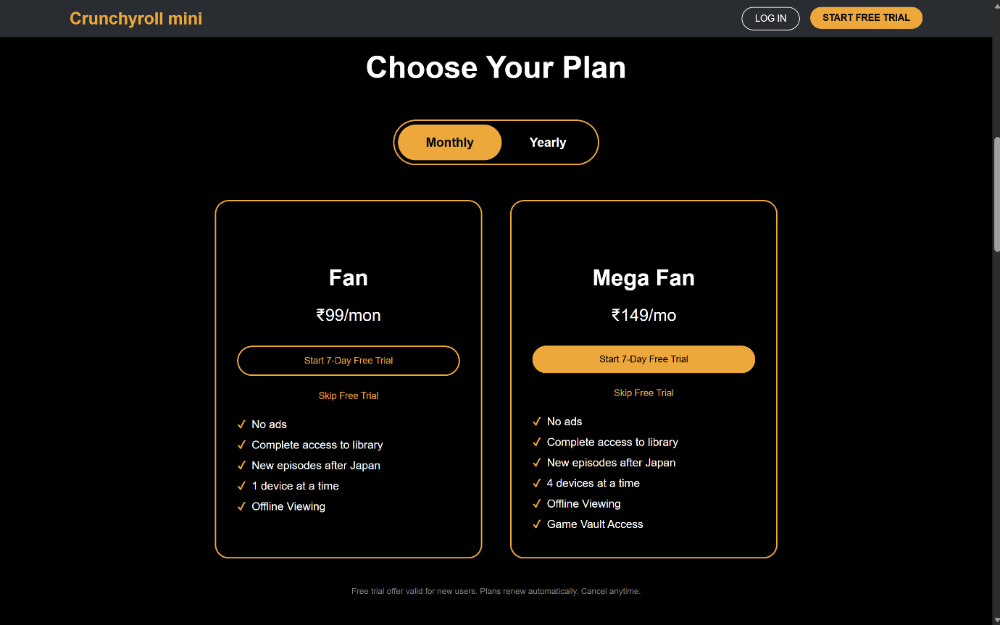 Crunchyroll mini
LOG IN
START FREE TRIAL
Choose Your Plan
Monthly
Yearly
Fan
₹99/mon
Start 7-Day Free Trial
Skip Free Trial
✓ No ads
✓ Complete access to library
✓ New episodes after Japan
✓ 1 device at a time
✓ Offline Viewing
Mega Fan
₹149/mo
Start 7-Day Free Trial
Skip Free Trial
✓ No ads
✓ Complete access to library
✓ New episodes after Japan
✓ 4 devices at a time
✓ Offline Viewing
✓ Game Vault Access
Free trial offer valid for new users. Plans renew automatically. Cancel anytime.